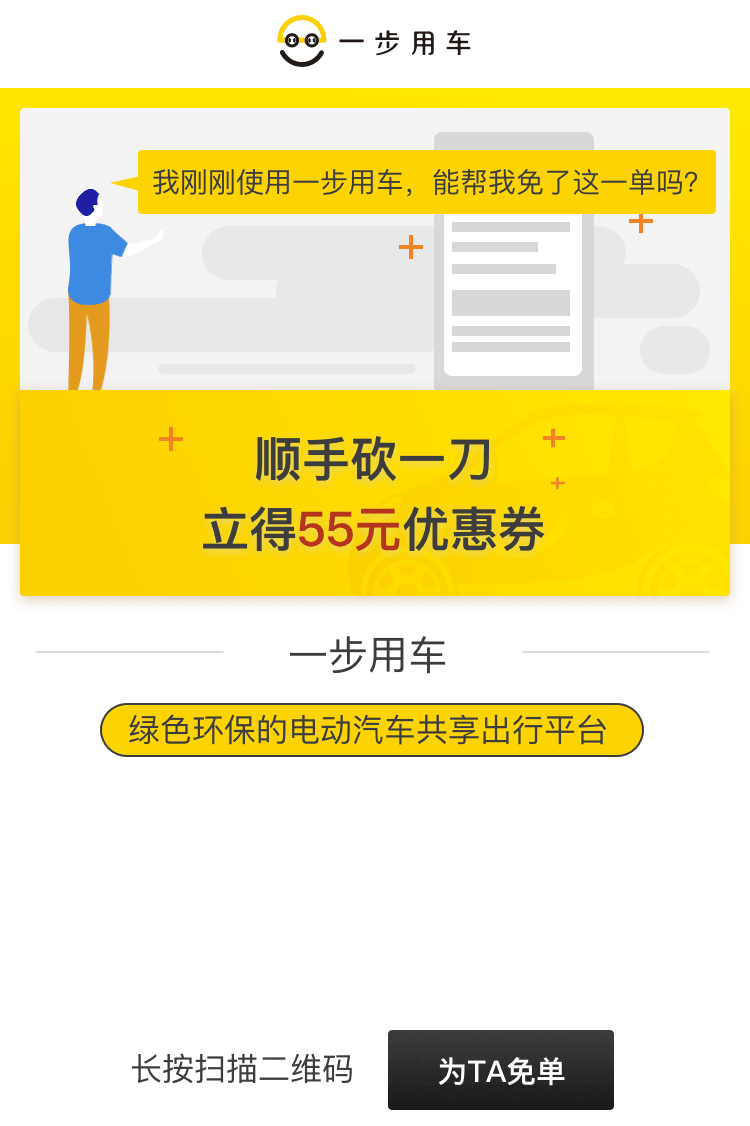 一步用车
我刚刚使用一步用车，能帮我免了这一单吗？
顺手砍一刀
立得55元优惠券
一步用车
绿色环保的电动汽车共享出行平台
长按扫描二维码
为TA免单